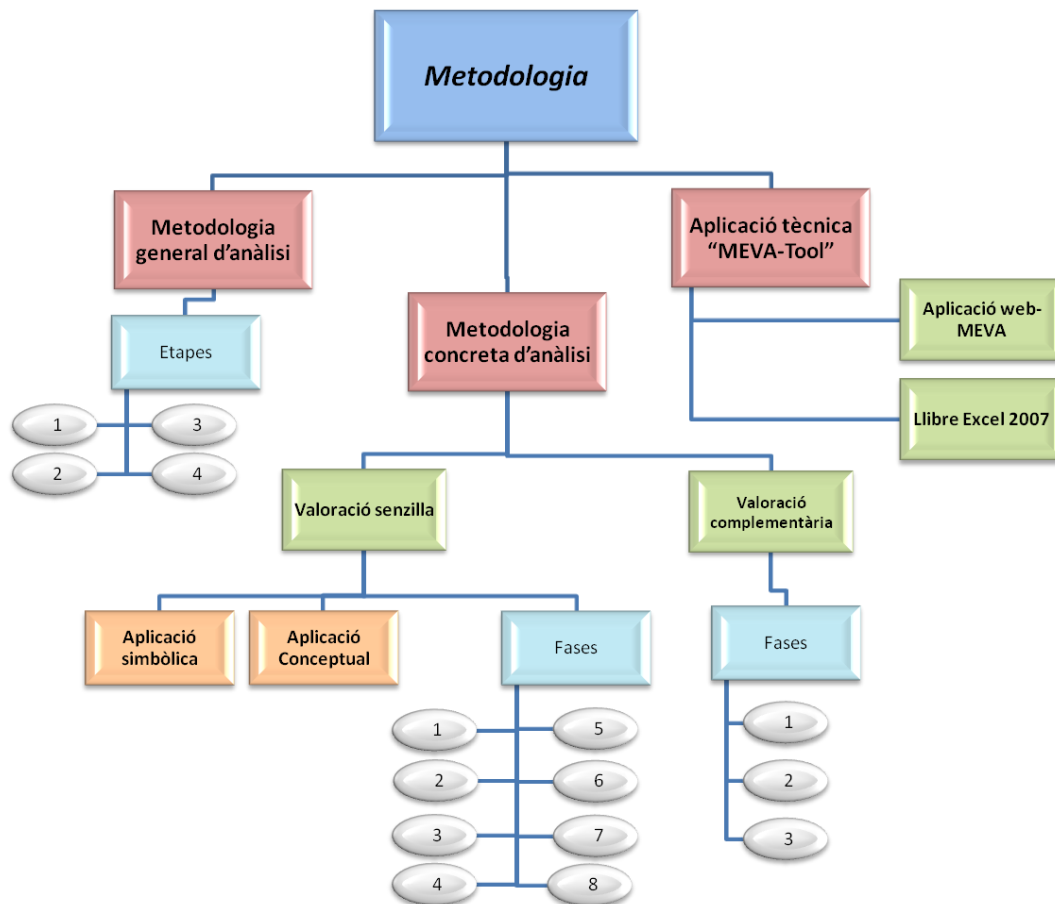 Metodologia
Metodologia
general d'anàlisi
Aplicació tècnica
“MEVA-Tool”
Metodologia
concreta d'anàlisi
Aplicació web-
MEVA
Etapes
Llibre Excel 2007
1
3
2
4
Valoració senzilla
Valoració
complementària
Aplicació
simbòlica
Aplicació
Conceptual
Fases
Fases
1
5
2
6
3
7
4
8
1
2
3